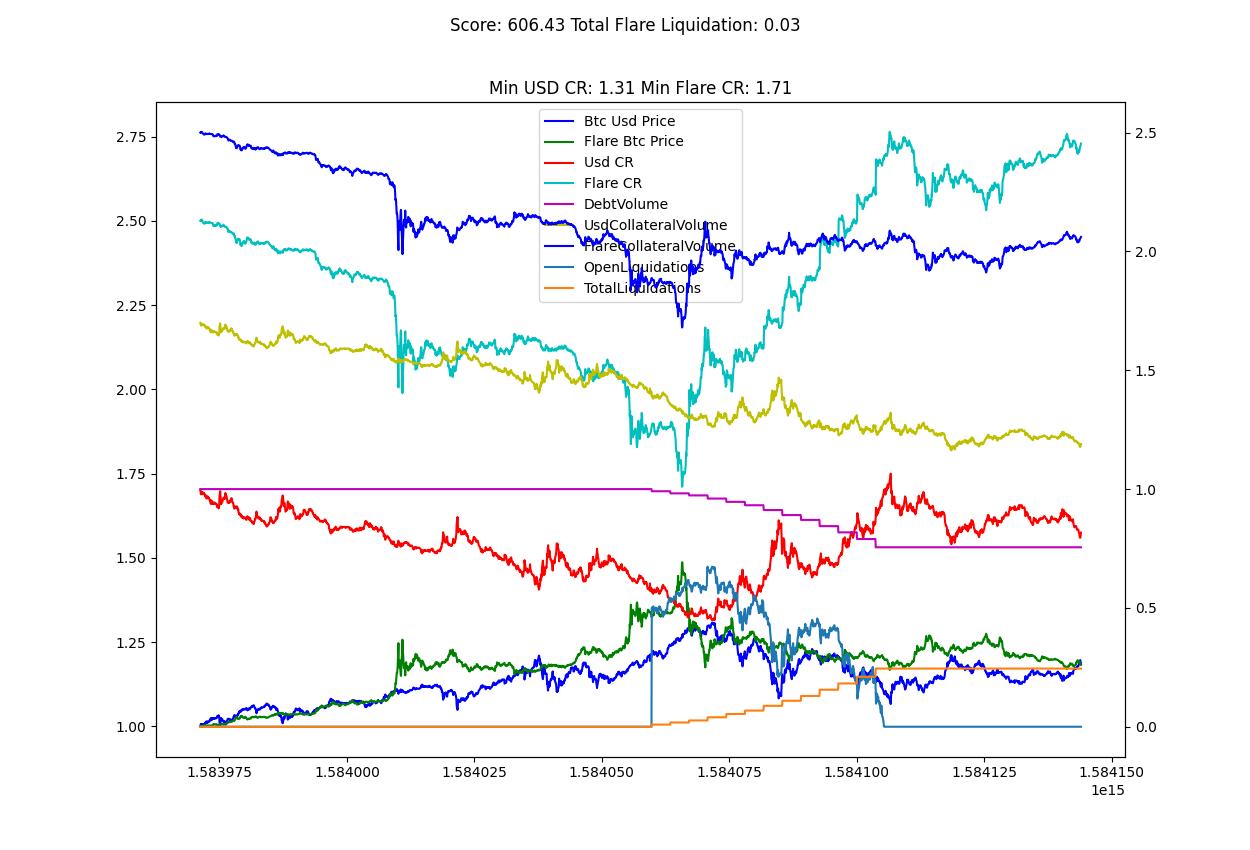 Score: 606.43 Total Flare Liquidation: 0.03
Min USD CR: 1.31 Min Flare CR: 1.71
Btc Usd Price
Flare Btc Price
Usd CR
Flare CR
DebtVolume
UsdCollateralVolume
FlareCollateralVolume
OpenLiquidations
TotalLiquidations
2.75
2.50
2.25
2.00
1.75
1.50
1.25
1.00
2.5
2.0
1.5
1.0
0.5
0.0
1.583975 1.584000 1.584025 1.584050 1.584075 1.584100 1.584125 1.584150
1e15